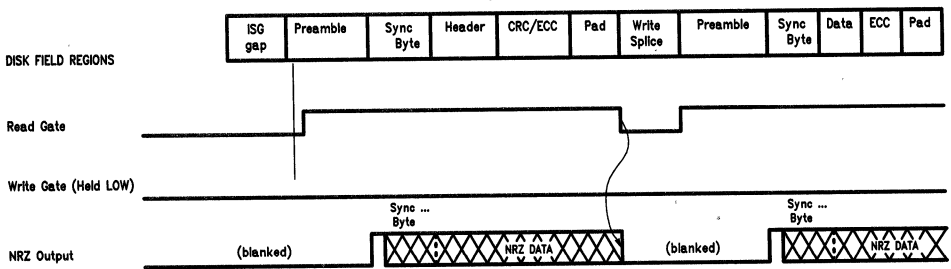 ISG gap Preamble Sync Byte Header CRC/ECC Pad Write Splice Preamble Sync Byte Data ECC Pad
DISK FIELD REGIONS
Read Gate
Write Gate (Held LOW)
Sync ... Byte
Sync ... Byte
NRZ Output
(blanked)
NRZ DATA
(blanked)
NRZ DATA